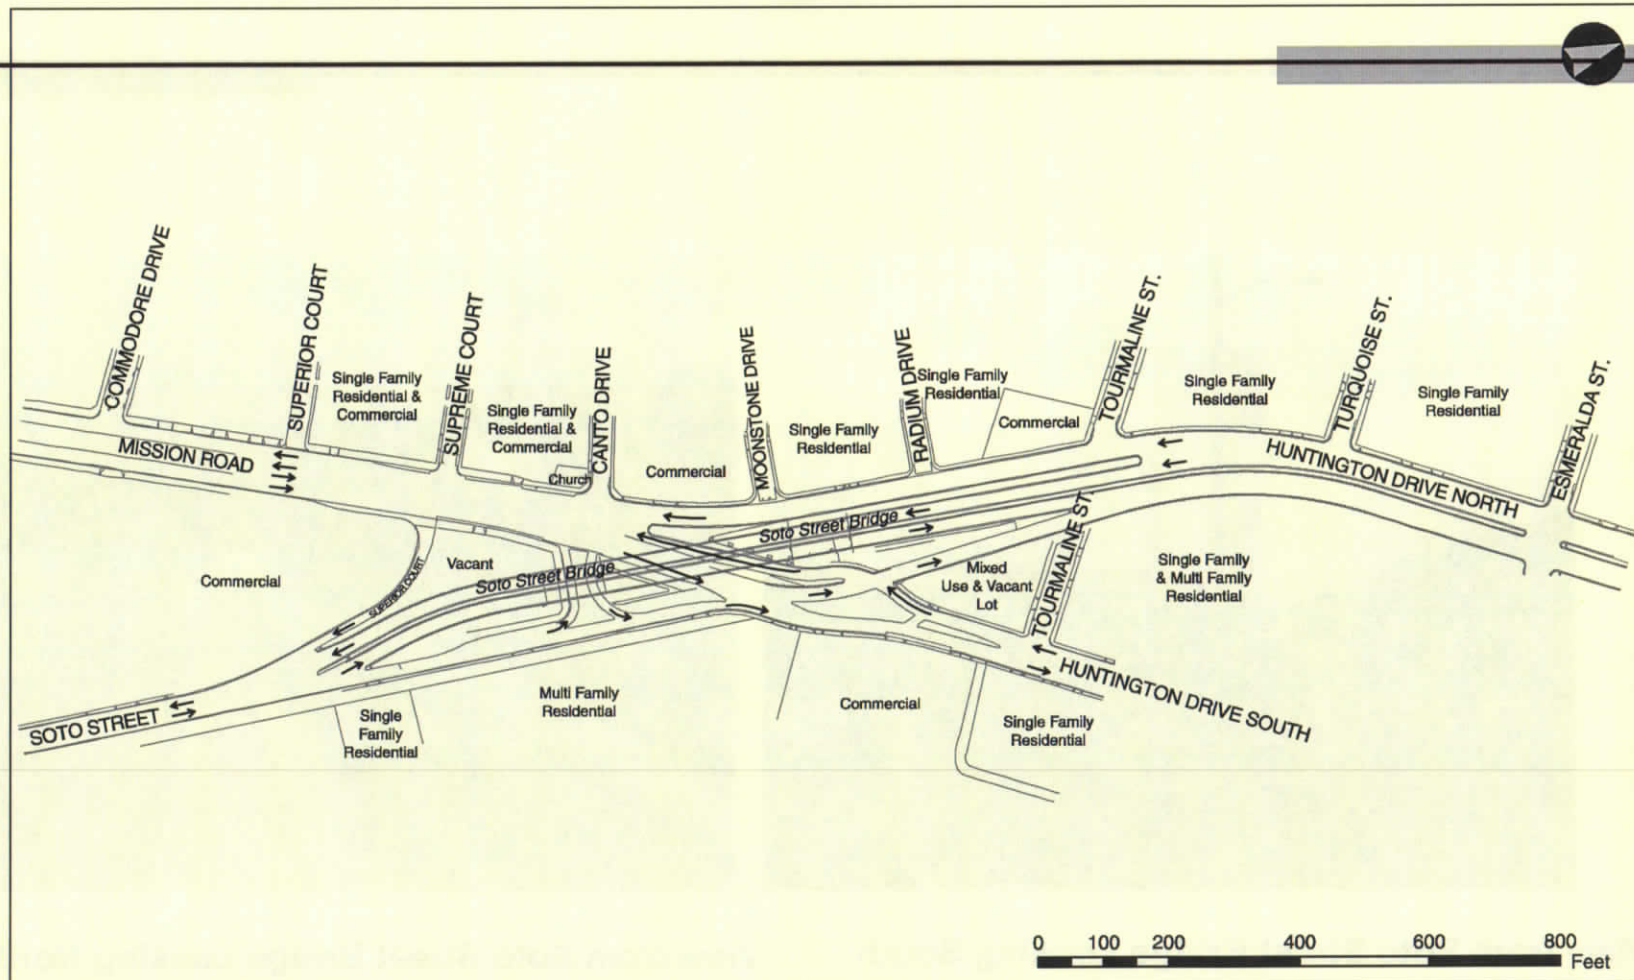 COMMODORE DRIVE
SUPERIOR COURT
SUPREME COURT
CANTO DRIVE
MOONSTONE DRIVE
RADIUM DRIVE
TOURMALINE ST.
TURQUOISE ST.
ESMERALDA ST.
Single Family
Residential &
Commercial
Single Family
Residential &
Commercial
Church
Commercial
Single Family
Residential
Single Family
Residential
Commercial
Single Family
Residential
Single Family
Residential
MISSION ROAD
HUNTINGTON DRIVE NORTH
Soto Street Bridge
Commercial
SUPERIOR COURT
Vacant
Soto Street Bridge
Mixed
Use & Vacant
Lot
TOURMALINE ST.
Single Family
& Multi Family
Residential
SOTO STREET
Single
Family
Residential
Multi Family
Residential
Commercial
Single Family
Residential
HUNTINGTON DRIVE SOUTH
0 100 200 400 600 800
Feet